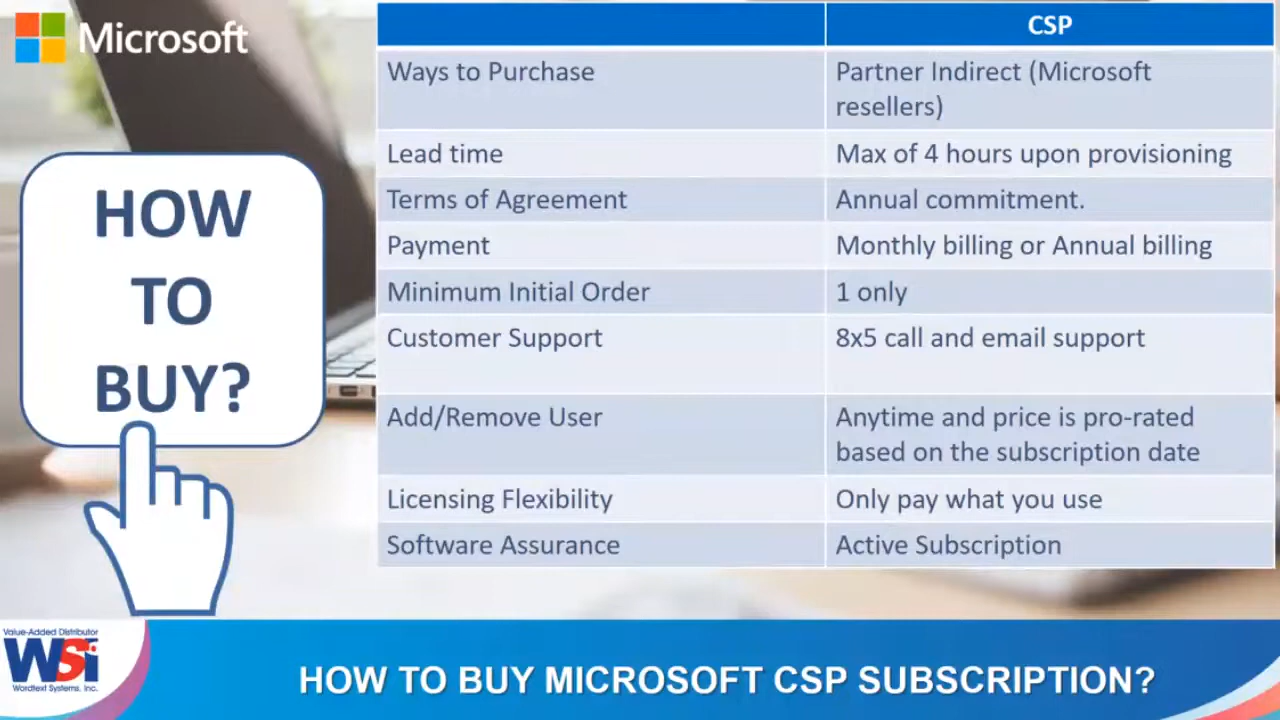 Microsoft
HOW
TO
BUY?
CSP
Ways to Purchase
Partner Indirect (Microsoft
resellers)
Lead time
Max of 4 hours upon provisioning
Terms of Agreement
Annual commitment.
Payment
Monthly billing or Annual billing
Minimum Initial Order
1 only
Customer Support
8x5 call and email support
Add/Remove User
Anytime and price is pro-rated
based on the subscription date
Licensing Flexibility
Only pay what you use
Software Assurance
Active Subscription
Value-Added Distributor
WSi
Wordtext Systems, Inc.
HOW TO BUY MICROSOFT CSP SUBSCRIPTION?